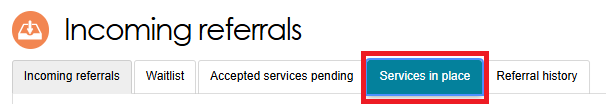 Incoming referrals
Incoming referrals Waitlist Accepted services pending Services in place Referral history